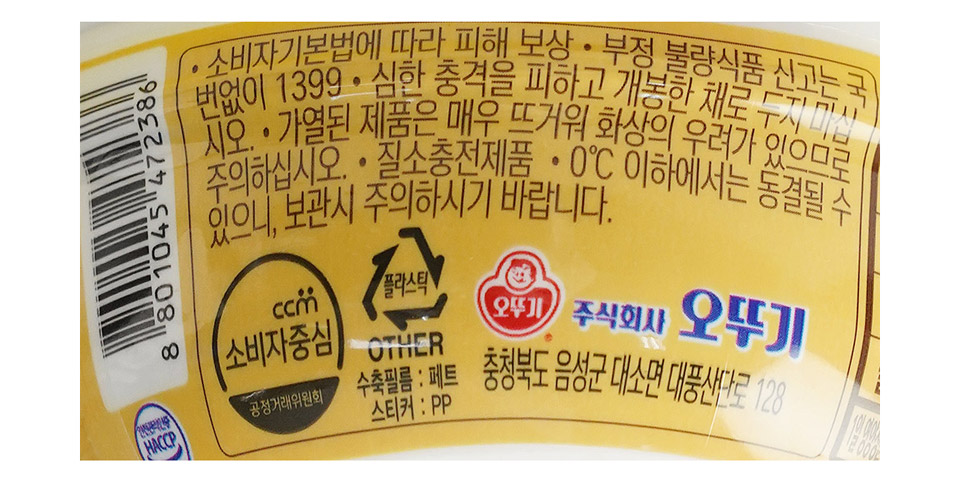 • 소비자기본법에 따라 피해 보상 • 부정 불량식품 신고는 국
번없이 1399 • 심한 충격을 피하고 개봉한 채로 두지 마십
시오. • 가열된 제품은 매우 뜨거워 화상의 우려가 있으므로
주의하십시오. • 질소충전제품 • 0℃ 이하에서는 동결될 수
있으니, 보관시 주의하시기 바랍니다.
8 801045 472386
ccm
소비자중심
공정거래위원회
플라스틱
OTHER
수축필름 : 페트
스티커 : PP
오뚜기
주식회사 오뚜기
충청북도 음성군 대소면 대풍산단로 128
HACCP